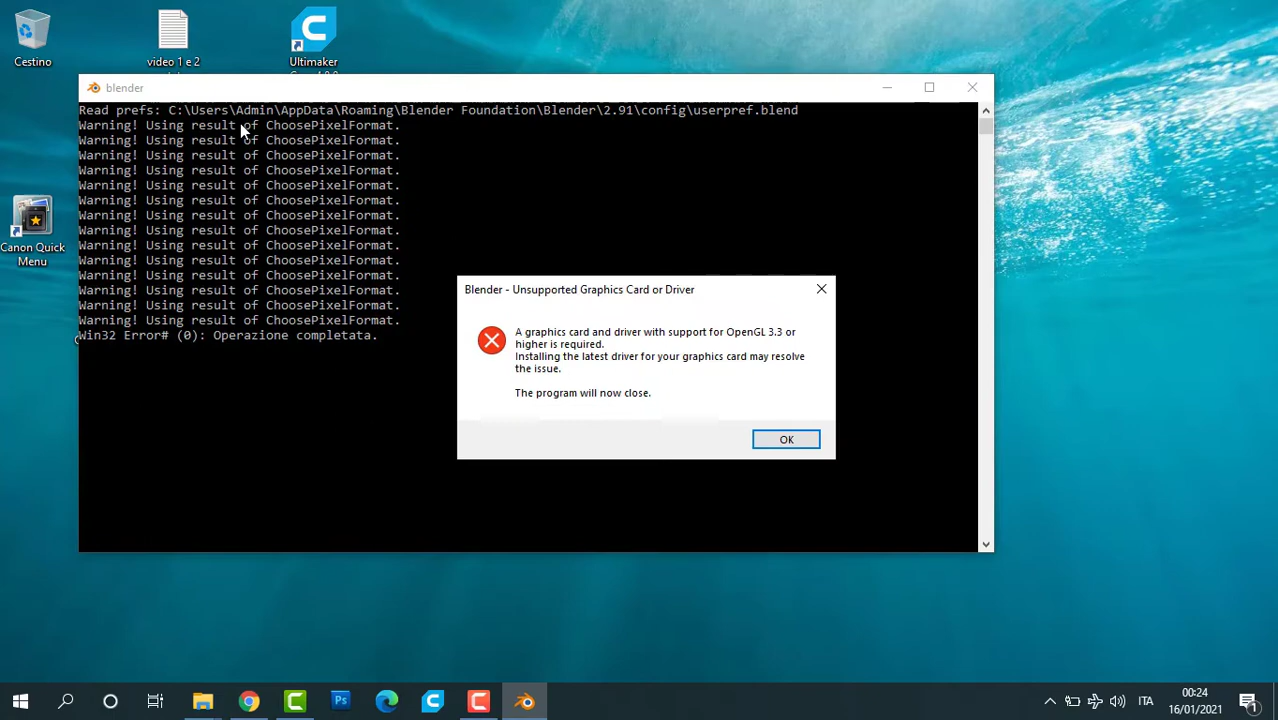 Cestino
video 1 e 2
Ultimaker
blender
Read prefs: C:\Users\Admin\AppData\Roaming\Blender Foundation\Blender\2.91\config\userpref.blend
Warning! Using result of ChoosePixelFormat.
Warning! Using result of ChoosePixelFormat.
Warning! Using result of ChoosePixelFormat.
Warning! Using result of ChoosePixelFormat.
Warning! Using result of ChoosePixelFormat.
Warning! Using result of ChoosePixelFormat.
Warning! Using result of ChoosePixelFormat.
Warning! Using result of ChoosePixelFormat.
Warning! Using result of ChoosePixelFormat.
Warning! Using result of ChoosePixelFormat.
Warning! Using result of ChoosePixelFormat.
Warning! Using result of ChoosePixelFormat.
Warning! Using result of ChoosePixelFormat.
Warning! Using result of ChoosePixelFormat.
Win32 Error# (0): Operazione completata.
Canon Quick
Menu
Blender - Unsupported Graphics Card or Driver
A graphics card and driver with support for OpenGL 3.3 or
higher is required.
Installing the latest driver for your graphics card may resolve
the issue.
The program will now close.
OK
Ps
ITA
00:24
16/01/2021
1